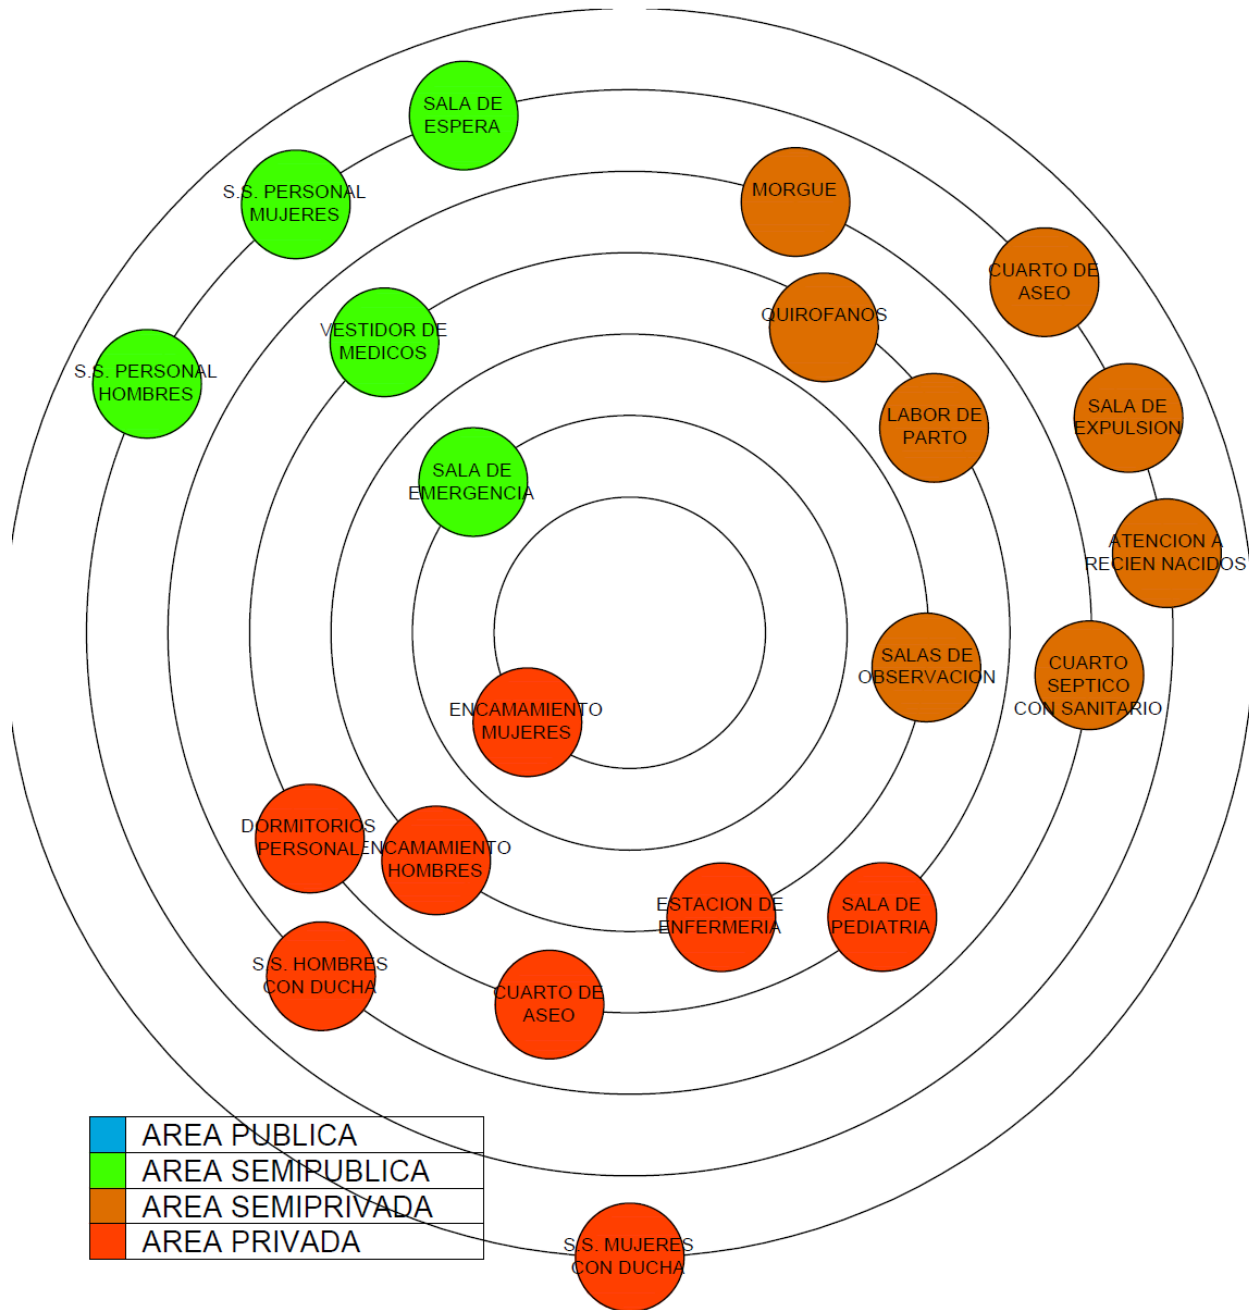 SALA DE
ESPERA
S.S. PERSONAL
MUJERES
MORGUE
CUARTO DE
ASEO
QUIROFANOS
VESTIDOR DE
MEDICOS
S.S. PERSONAL
HOMBRES
LABOR DE
PARTO
SALA DE
EXPULSION
SALA DE
EMERGENCIA
ATENCION A
RECIEN NACIDOS
SALAS DE
OBSERVACION
CUARTO
SEPTICO
CON SANITARIO
ENCAMAMIENTO
MUJERES
DORMITORIOS
PERSONAL
ENCAMAMIENTO
HOMBRES
ESTACION DE
ENFERMERIA
SALA DE
PEDIATRIA
S.S. HOMBRES
CON DUCHA
CUARTO DE
ASEO
AREA PUBLICA
AREA SEMIPUBLICA
AREA SEMIPRIVADA
AREA PRIVADA
S.S. MUJERES
CON DUCHA